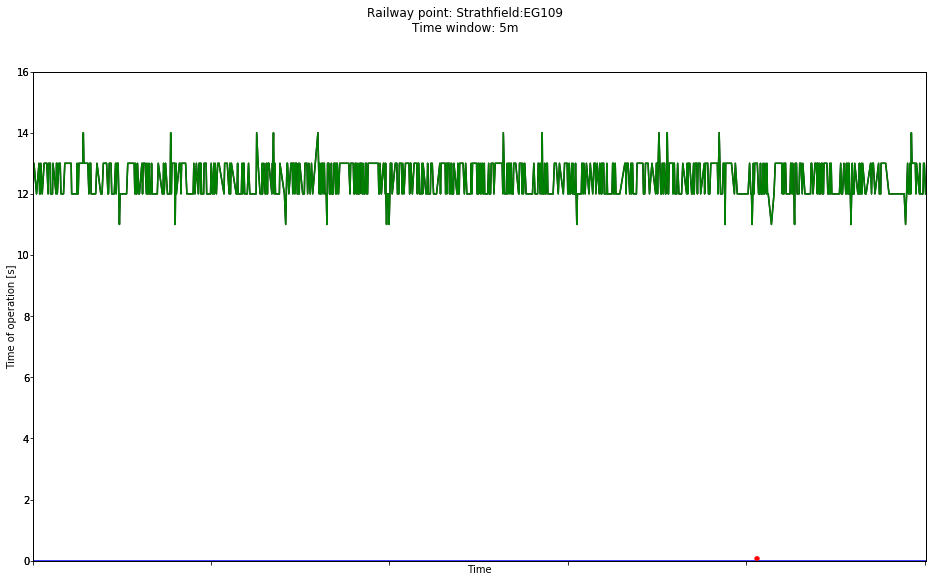 Railway point: Strathfield:EG109
Time window: 5m
16
14
12
10
8
6
4
2
0
Time of operation [s]
Time